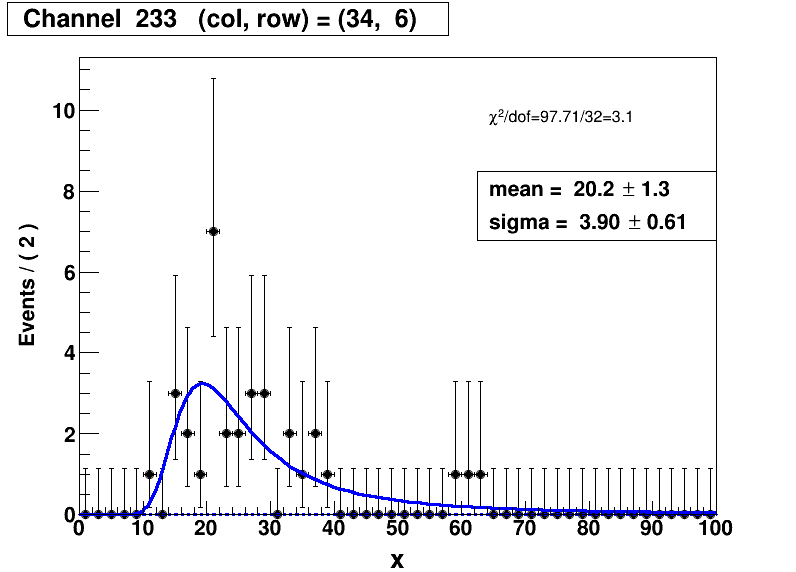 Channel 233 (col, row) = (34, 6)
χ²/dof=97.71/32=3.1
mean = 20.2 ± 1.3
sigma = 3.90 ± 0.61
Events / ( 2 )
10
8
6
4
2
0
0 10 20 30 40 50 60 70 80 90 100
x